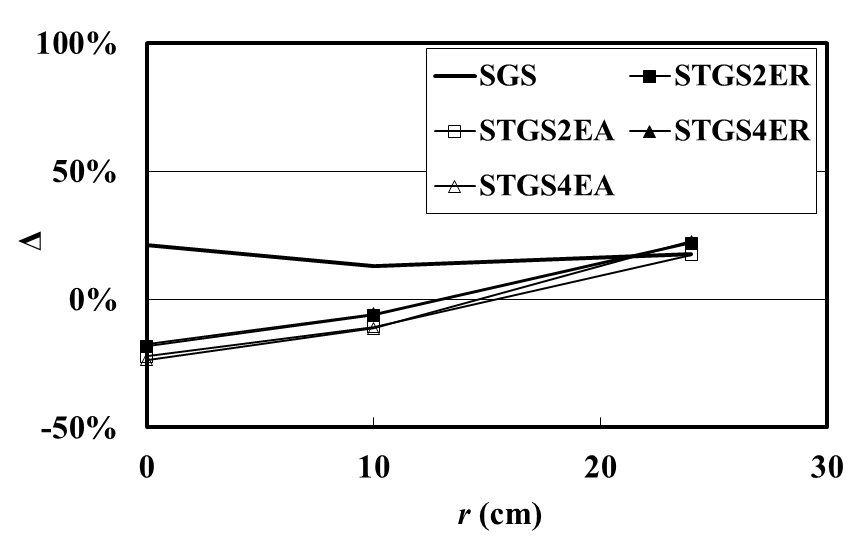 100%
50%
0%
-50%
Δ
SGS
STGS2ER
STGS2EA
STGS4ER
STGS4EA
0
10
20
30
r (cm)